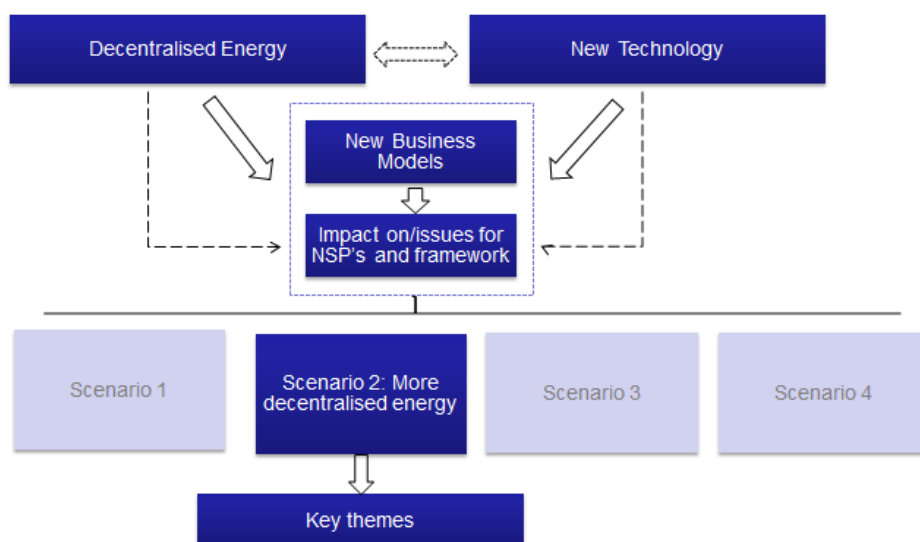 Decentralised Energy
New Technology
New Business
Models
Impact on/issues for
NSP's and framework
Scenario 1
Scenario 2: More
decentralised energy
Scenario 3
Scenario 4
Key themes